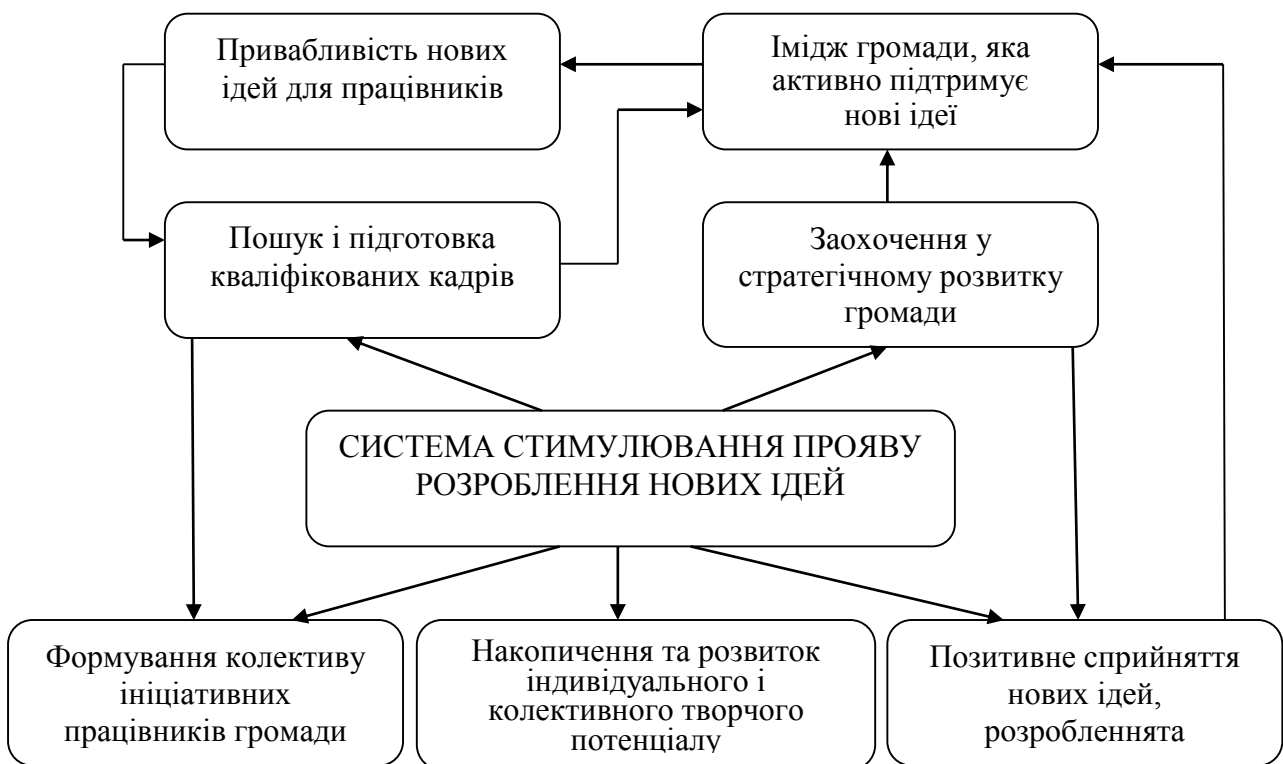 Привабливість нових
ідей для працівників
Імідж громади, яка
активно підтримує
нові ідеї
Пошук і підготовка
кваліфікованих кадрів
Заохочення у
стратегічному розвитку
громади
СИСТЕМА СТИМУЛЮВАННЯ ПРОЯВУ
РОЗРОБЛЕННЯ НОВИХ ІДЕЙ
Формування колективу
ініціативних
працівників громади
Накопичення та розвиток
індивідуального і
колективного творчого
потенціалу
Позитивне сприйняття
нових ідей,
розробленнята